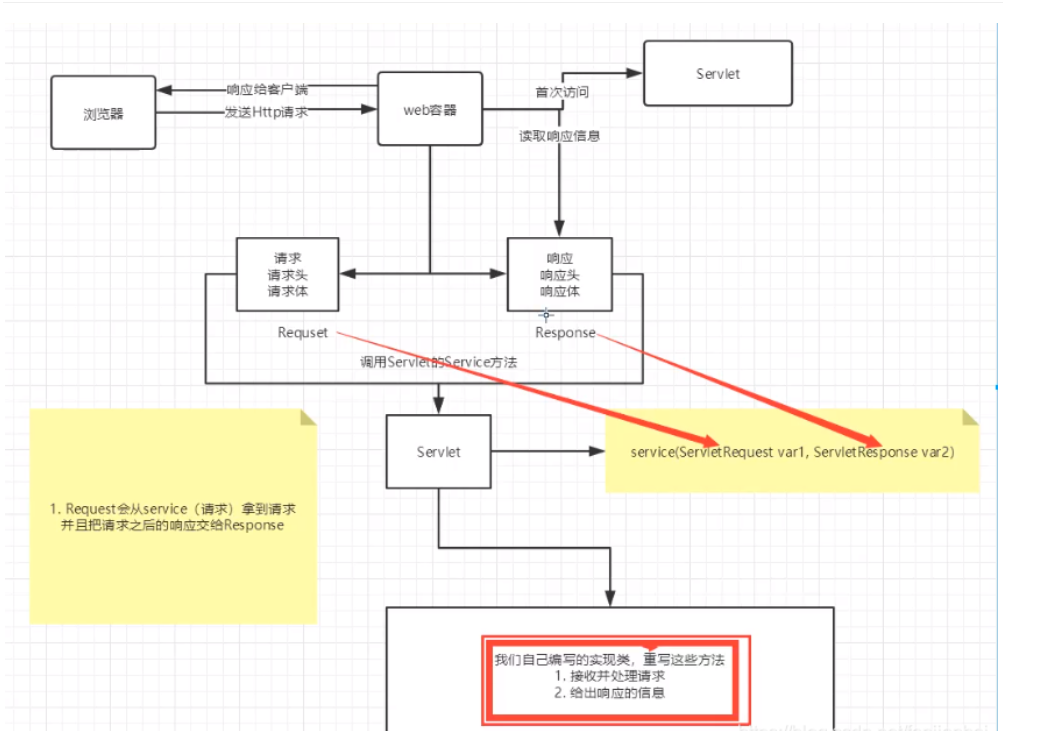 Servlet
响应给客户端
首次访问
浏览器
web容器
发送Http请求
读取响应信息
请求
请求头
请求体
响应
响应头
响应体
Requset
Response
调用Servlet的Service方法
Servlet
service(ServletRequest var1, ServletResponse var2)
1. Request会从service（请求）拿到请求
并且把请求之后的响应交给Response
我们自己编写的实现类，重写这些方法
1. 接收并处理请求
2. 给出响应的信息